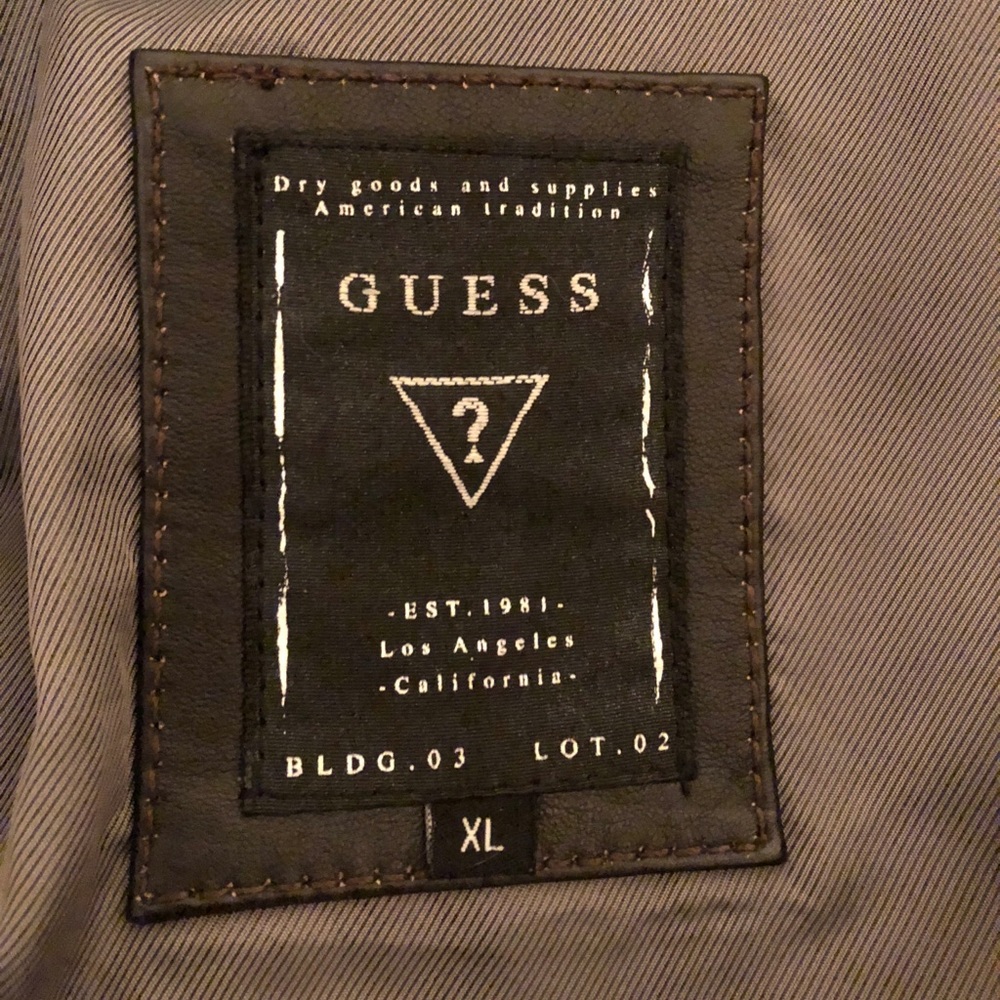 Dry goods and supplies
American tradition
GUESS
?
-EST.1981-
Los Angeles
-California-
BLDG.03 LOT.02
XL